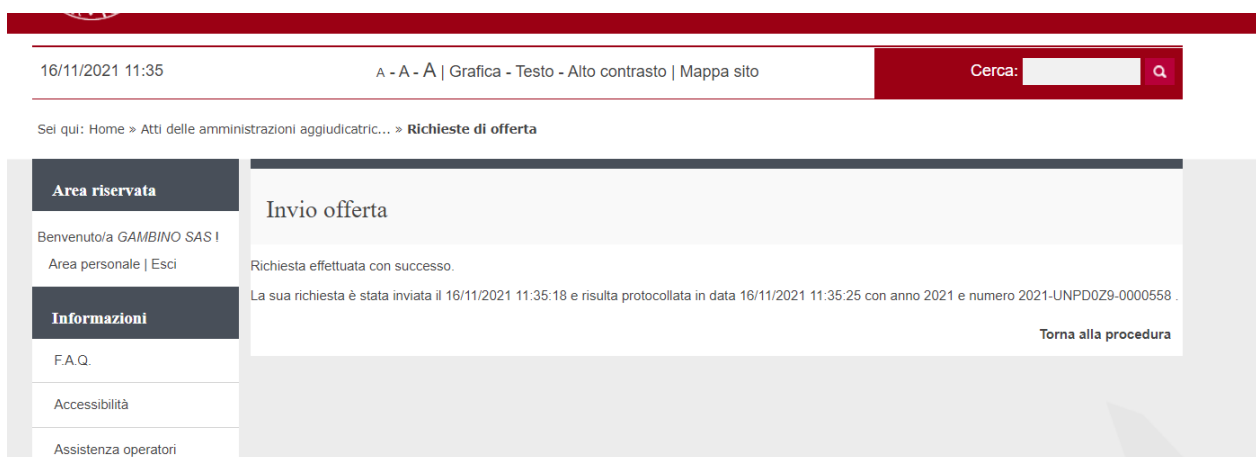 16/11/2021 11:35
A - A - A | Grafica - Testo - Alto contrasto | Mappa sito
Cerca:
Sei qui: Home » Atti delle amministrazioni aggiudicatric... » Richieste di offerta
Area riservata
Benvenuto/a GAMBINO SAS !
Area personale | Esci
Informazioni
F.A.Q.
Accessibilità
Assistenza operatori
Invio offerta
Richiesta effettuata con successo.
La sua richiesta è stata inviata il 16/11/2021 11:35:18 e risulta protocollata in data 16/11/2021 11:35:25 con anno 2021 e numero 2021-UNPD0Z9-0000558 .
Torna alla procedura